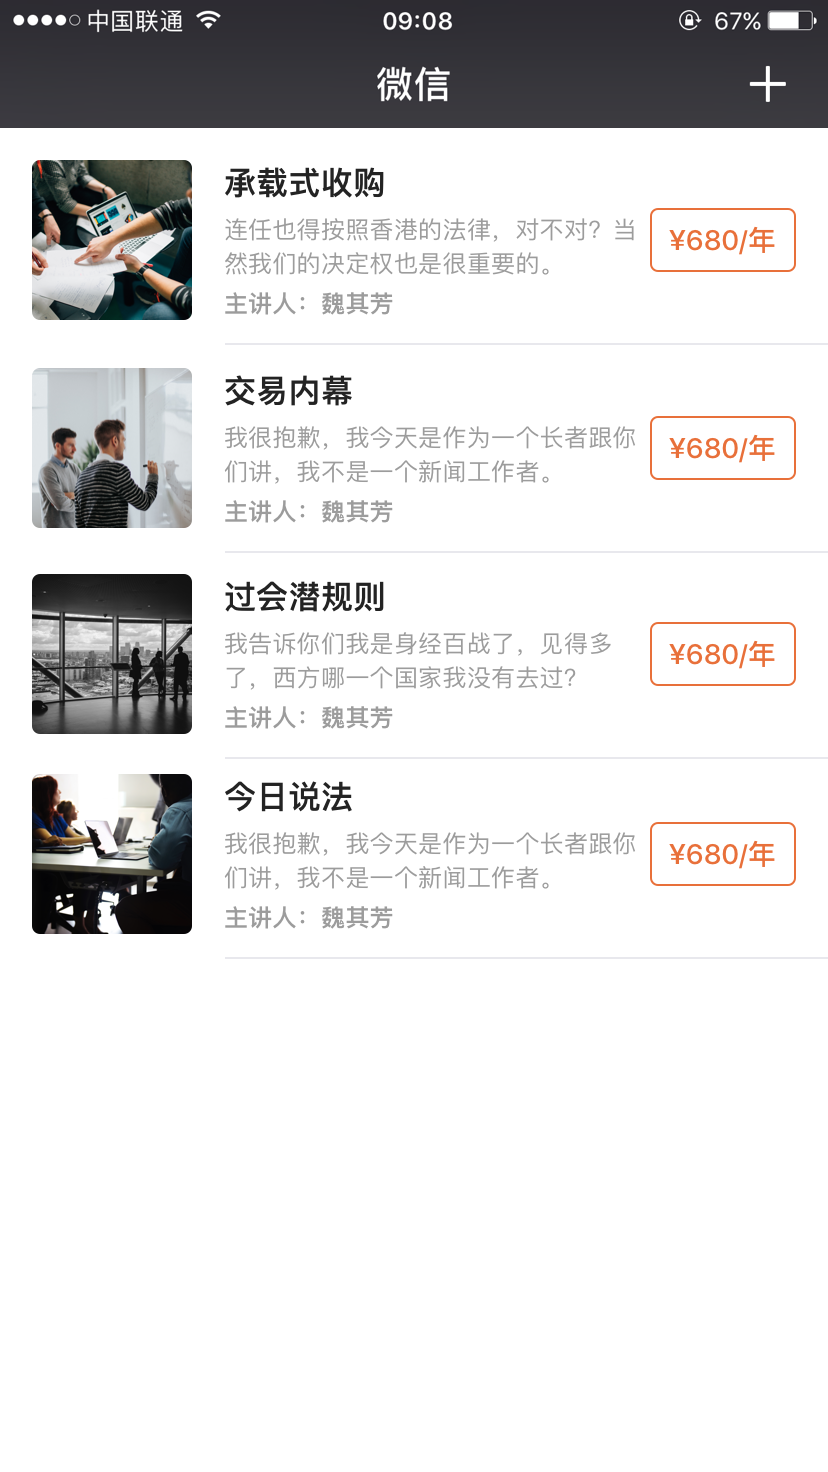 中国联通 09:08 67%
微信
承载式收购
连任也得按照香港的法律，对不对？当
然我们的决定权也是很重要的。
主讲人：魏其芳
¥680/年
交易内幕
我很抱歉，我今天是作为一个长者跟你
们讲，我不是一个新闻工作者。
主讲人：魏其芳
¥680/年
过会潜规则
我告诉你们我是身经百战了，见得多
了，西方哪一个国家我没有去过？
主讲人：魏其芳
¥680/年
今日说法
我很抱歉，我今天是作为一个长者跟你
们讲，我不是一个新闻工作者。
主讲人：魏其芳
¥680/年